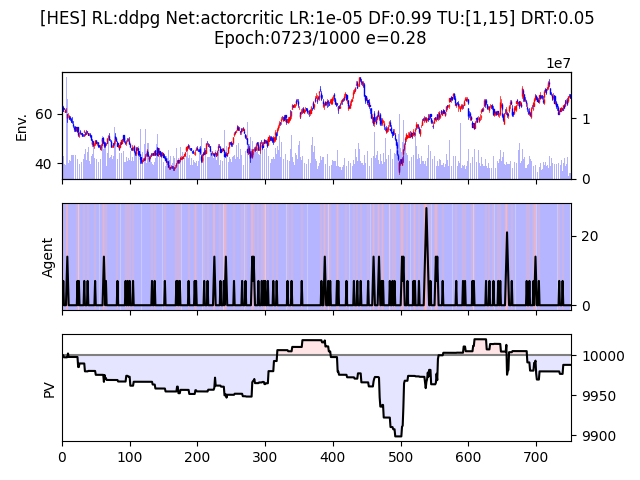 [HES] RL:ddpg Net:actorcritic LR:1e-05 DF:0.99 TU:[1,15] DRT:0.05
Epoch:0723/1000 e=0.28
1e7
Env.
60
40
1
0
Agent
20
0
PV
10000
9950
9900
0 100 200 300 400 500 600 700